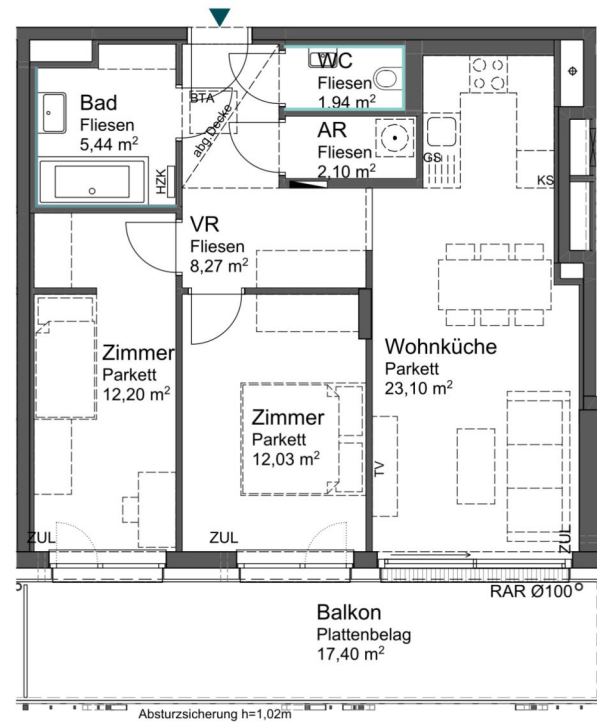 WC
Fliesen
1.94 m²
Bad
Fliesen
5,44 m²
BTA
abg.Decke
AR
Fliesen
2,10 m²
GS
KS
HZK
VR
Fliesen
8,27 m²
Zimmer
Parkett
12,20 m²
Zimmer
Parkett
12,03 m²
Wohnküche
Parkett
23,10 m²
TV
ZUL
ZUL
ZUL
RAR Ø100
Balkon
Plattenbelag
17,40 m²
Absturzsicherung h=1,02m